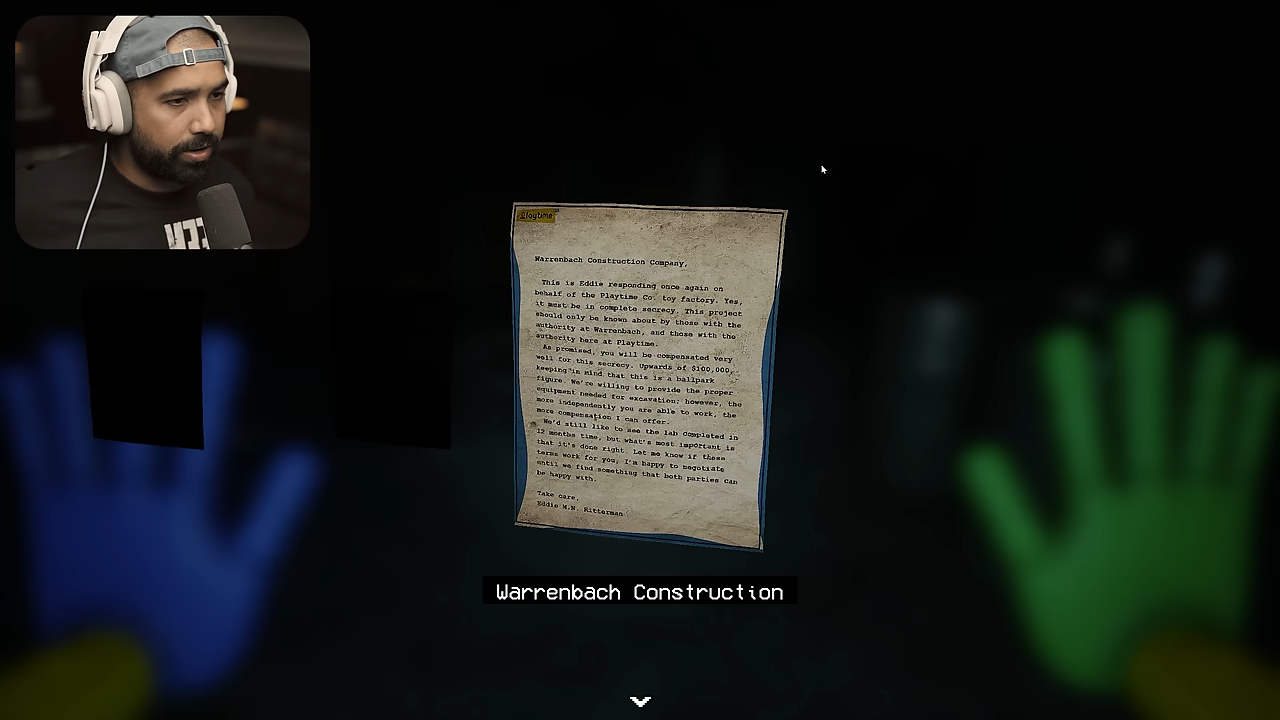 Playtime
Warrenbach Construction Company,
This is Eddie responding once again on
behalf of the Playtime Co. toy factory. Yes,
it must be in complete secrecy. This project
should only be known about by those with the
authority at Warrenbach, and those with the
authority here at Playtime.
As promised, you will be compensated very
well for this secrecy. Upwards of $100,000,
keeping in mind that this is a ballpark
figure. We're willing to provide the proper
equipment needed for excavation; however, the
more independently you are able to work, the
more compensation I can offer.
We'd still like to see the lab completed in
12 months time, but what's most important is
that it's done right. Let me know if these
terms work for you, I'm happy to negotiate
until we find something that both parties can
be happy with.
Take care,
Eddie M.N. Ritterman
Warrenbach Construction